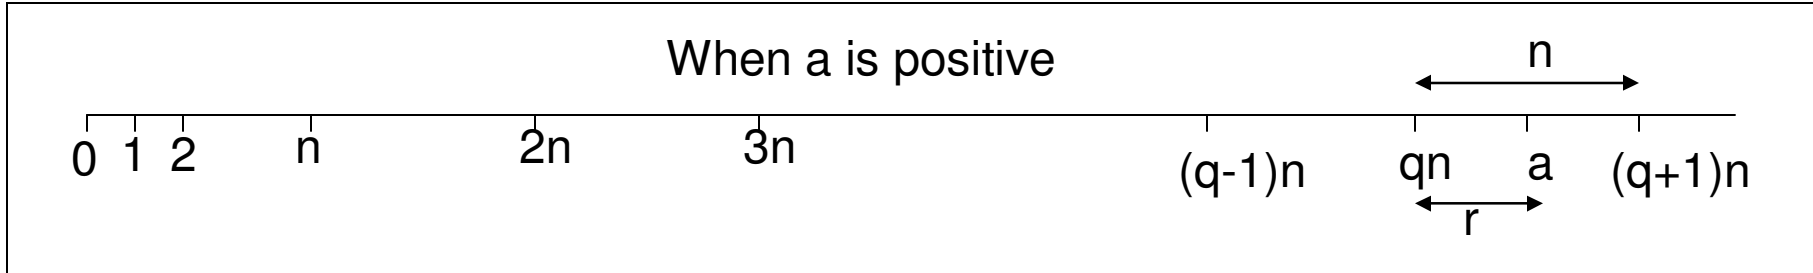 When a is positive
n
0 1 2 n 2n 3n (q-1)n qn a (q+1)n
r